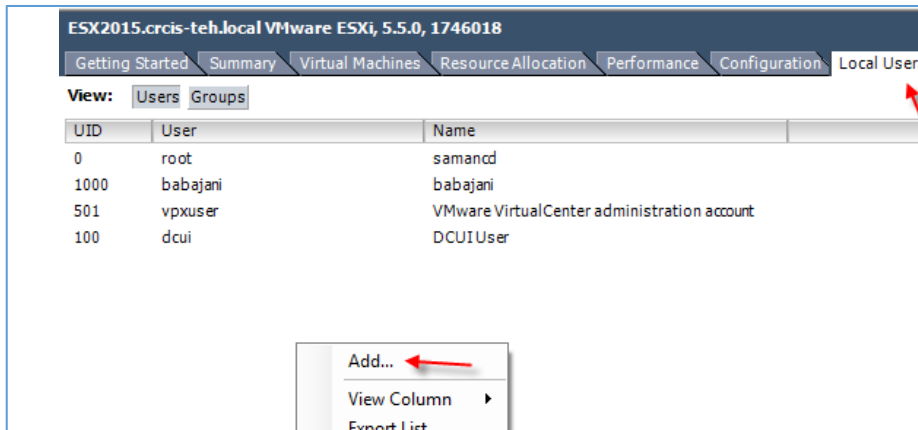 ESX2015.crcis-teh.local VMware ESXi, 5.5.0, 1746018
Getting Started Summary Virtual Machines Resource Allocation Performance Configuration Local User
View: Users Groups
UID User Name
0 root samancd
1000 babajani babajani
501 vpxuser VMware VirtualCenter administration account
100 dcui DCUI User
Add...
View Column
Export List